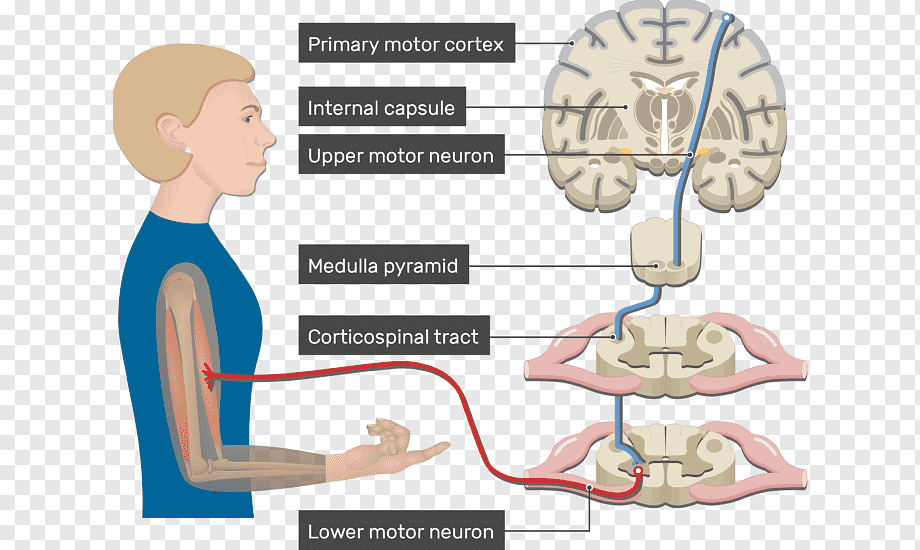 Primary motor cortex
Internal capsule
Upper motor neuron
Medulla pyramid
Corticospinal tract
Lower motor neuron